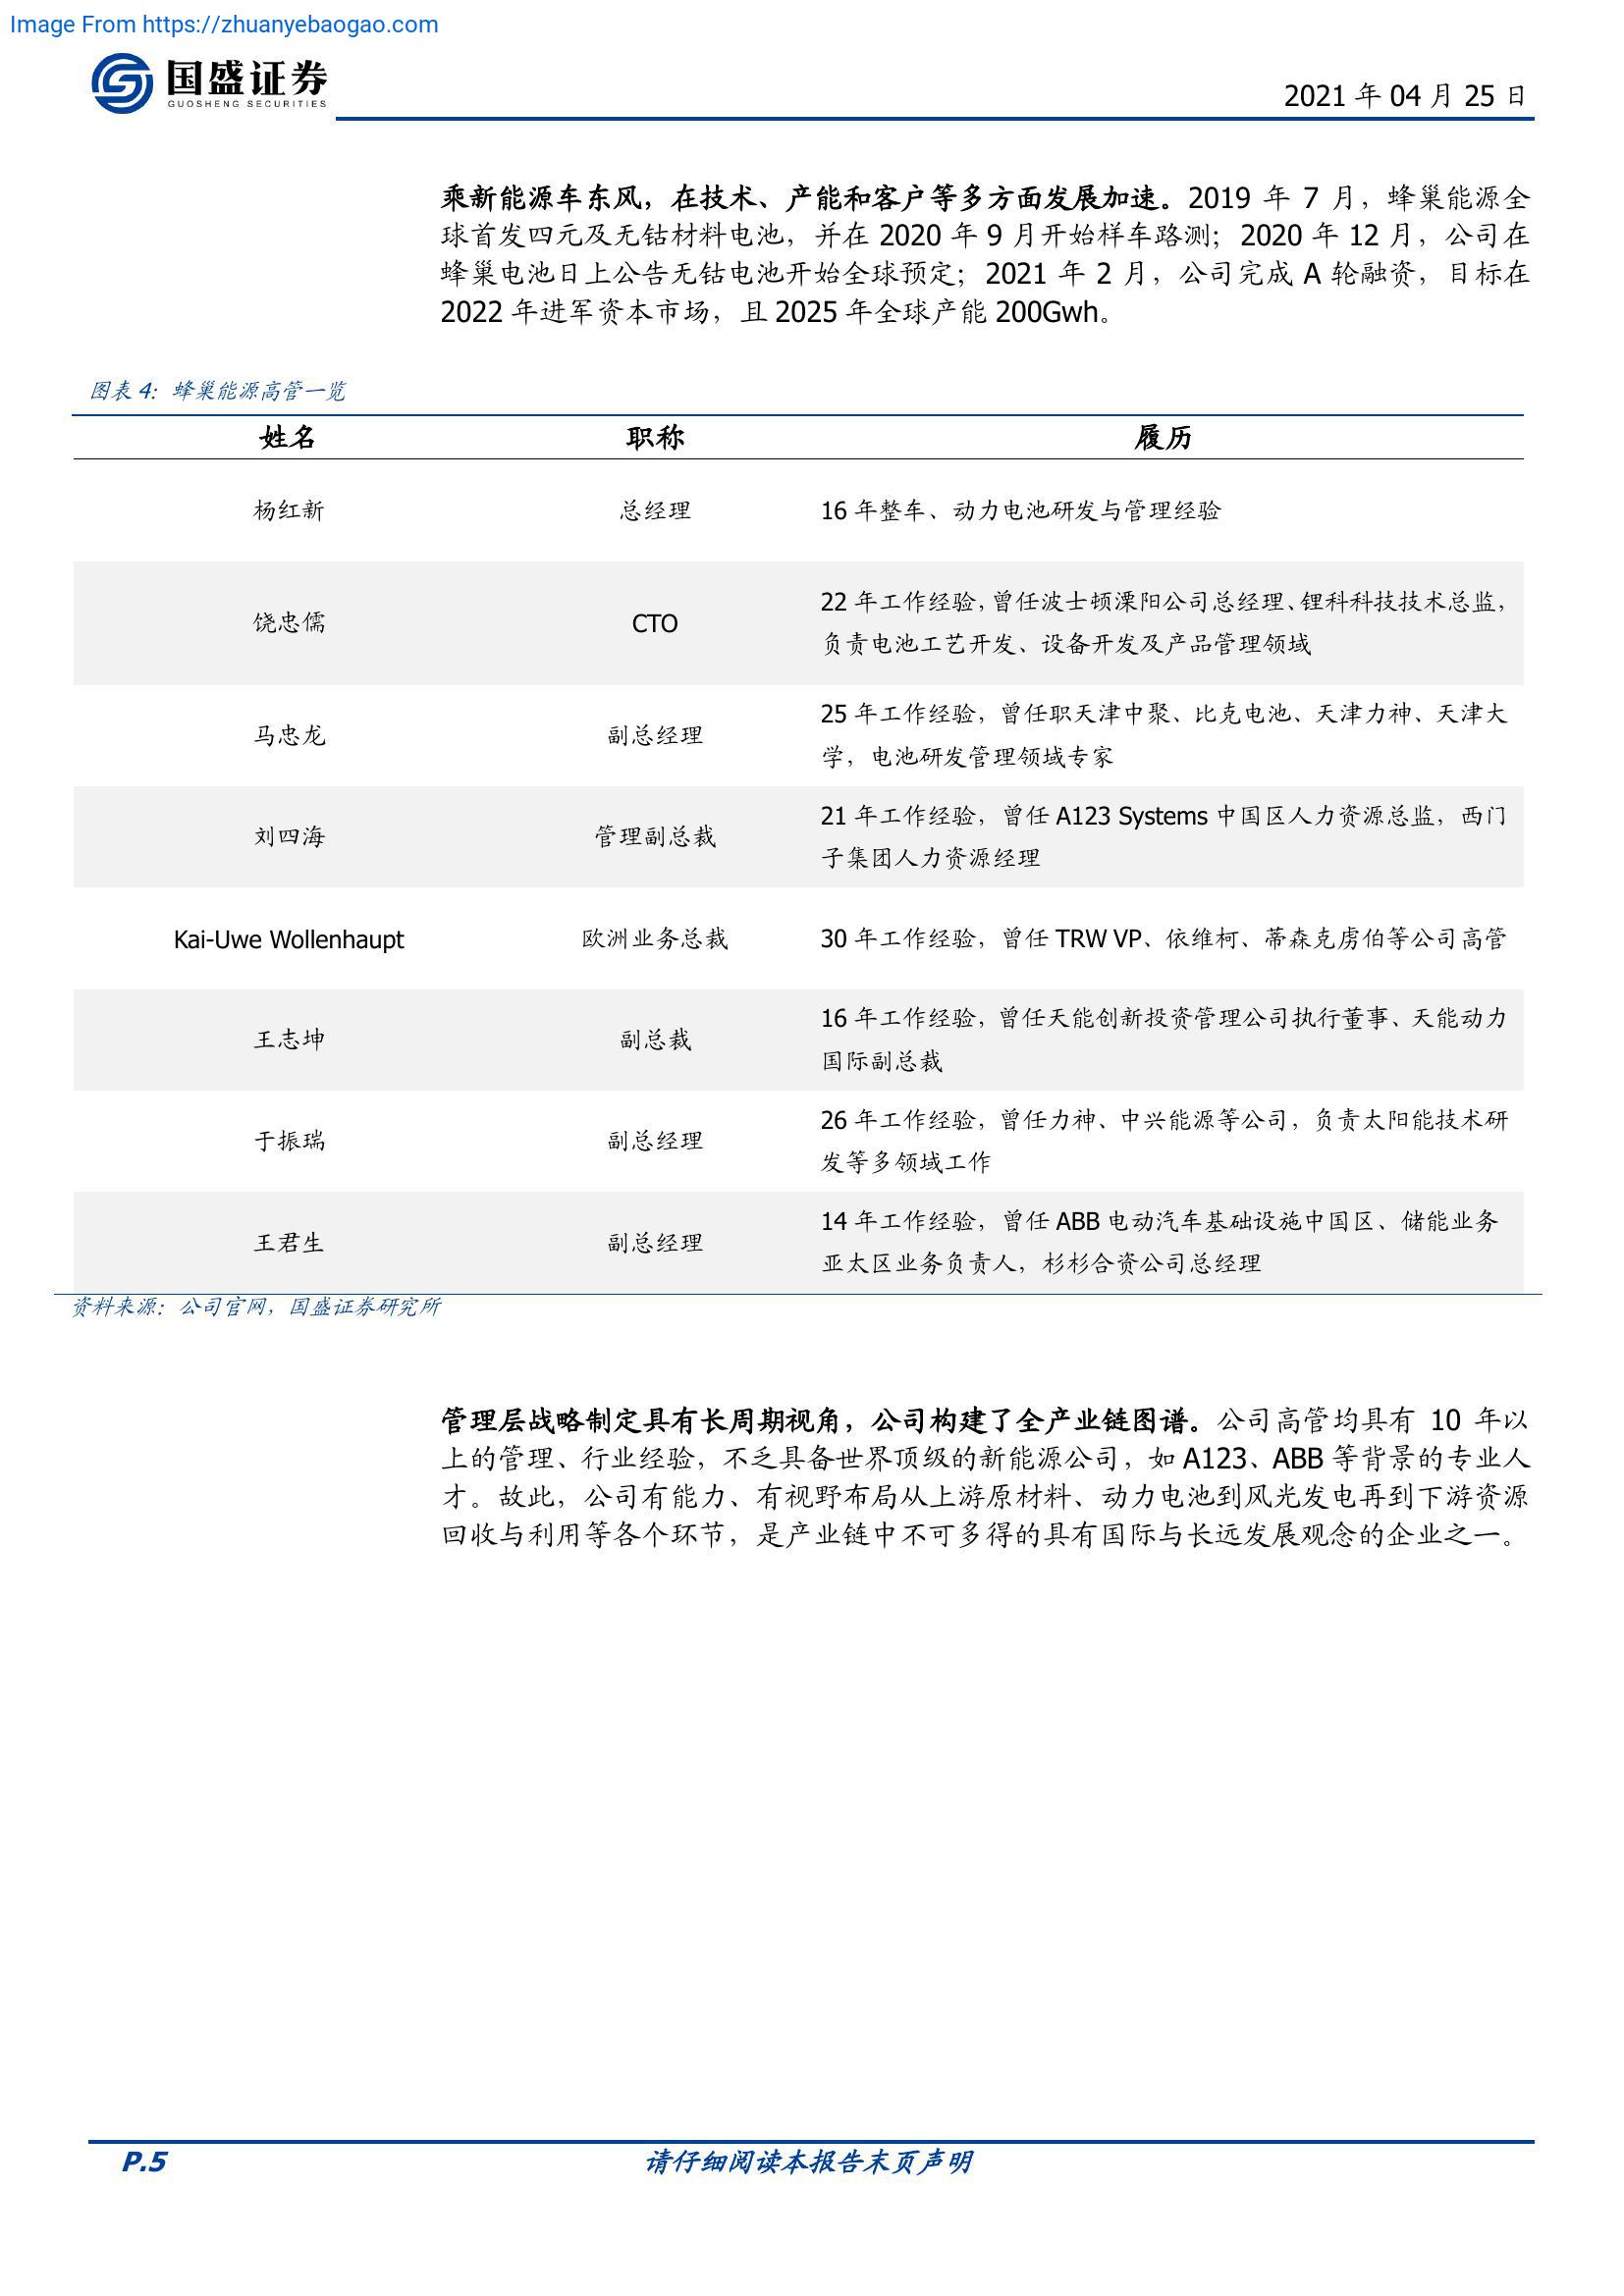 Image From https://zhuanyebaogao.com
国盛证券
GUOSHENG SECURITIES
2021 年 04 月 25 日
乘新能源车东风，在技术、产能和客户等多方面发展加速。2019 年 7 月，蜂巢能源全
球首发四元及无钴材料电池，并在 2020 年 9 月开始样车路测；2020 年 12 月，公司在
蜂巢电池日上公告无钴电池开始全球预定；2021 年 2 月，公司完成 A 轮融资，目标在
2022 年进军资本市场，且 2025 年全球产能 200Gwh。
图表 4：蜂巢能源高管一览
姓名 职称 履历
杨红新 总经理 16 年整车、动力电池研发与管理经验
饶忠儒 CTO 22 年工作经验，曾任波士顿溧阳公司总经理、锂科科技技术总监，
负责电池工艺开发、设备开发及产品管理领域
马忠龙 副总经理 25 年工作经验，曾任职天津中聚、比克电池、天津力神、天津大
学，电池研发管理领域专家
刘四海 管理副总裁 21 年工作经验，曾任 A123 Systems 中国区人力资源总监，西门
子集团人力资源经理
Kai-Uwe Wollenhaupt 欧洲业务总裁 30 年工作经验，曾任 TRW VP、依维柯、蒂森克虏伯等公司高管
王志坤 副总裁 16 年工作经验，曾任天能创新投资管理公司执行董事、天能动力
国际副总裁
于振瑞 副总经理 26 年工作经验，曾任力神、中兴能源等公司，负责太阳能技术研
发等多领域工作
王君生 副总经理 14 年工作经验，曾任 ABB 电动汽车基础设施中国区、储能业务
亚太区业务负责人，杉杉合资公司总经理
资料来源：公司官网，国盛证券研究所
管理层战略制定具有长周期视角，公司构建了全产业链图谱。公司高管均具有 10 年以
上的管理、行业经验，不乏具备世界顶级的新能源公司，如 A123、ABB 等背景的专业人
才。故此，公司有能力、有视野布局从上游原材料、动力电池到风光发电再到下游资源
回收与利用等各个环节，是产业链中不可多得的具有国际与长远发展观念的企业之一。
P.5 请仔细阅读本报告末页声明